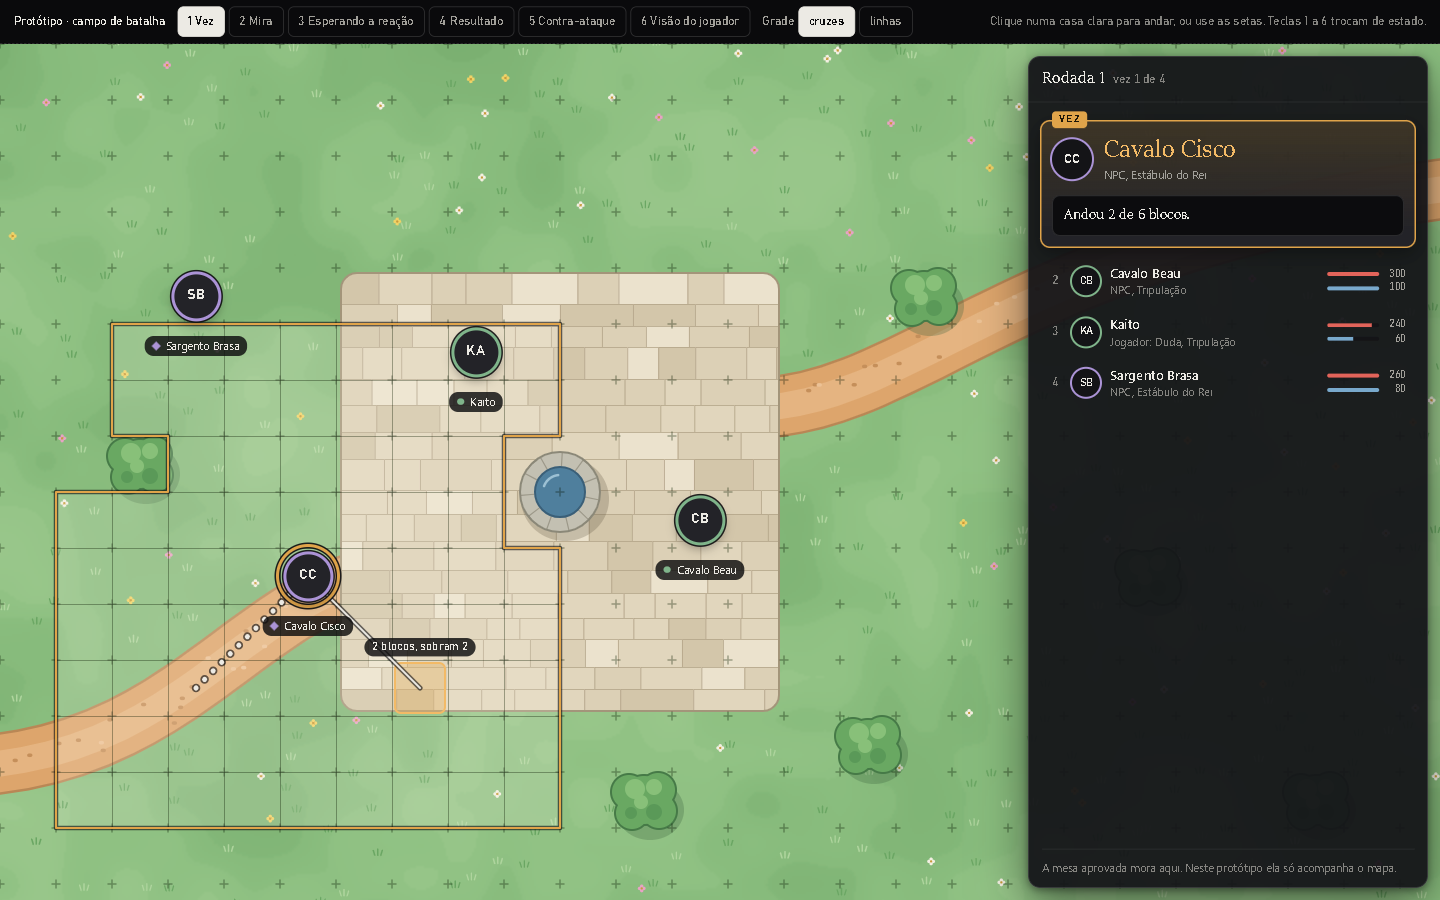 Protótipo · campo de batalha 1 Vez 2 Mira 3 Esperando a reação 4 Resultado 5 Contra-ataque 6 Visão do jogador Grade cruzes linhas Clique numa casa clara para andar, ou use as setas. Teclas 1 a 6 trocam de estado.
Rodada 1 vez 1 de 4
VEZ
CC
Cavalo Cisco
NPC, Estábulo do Rei
Andou 2 de 6 blocos.
2 CB Cavalo Beau 300
NPC, Tripulação 100
3 KA Kaito 240
Jogador: Duda, Tripulação 60
4 SB Sargento Brasa 260
NPC, Estábulo do Rei 80
A mesa aprovada mora aqui. Neste protótipo ela só acompanha o mapa.
SB
Sargento Brasa
KA
Kaito
CB
Cavalo Beau
CC
Cavalo Cisco
2 blocos, sobram 2